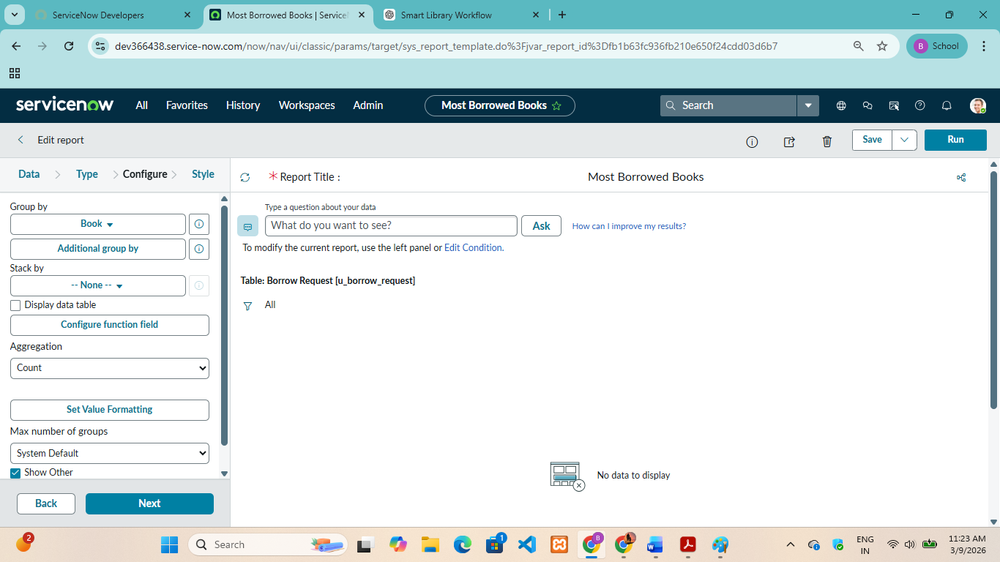 ServiceNow Developers
Most Borrowed Books | ServiceN
Smart Library Workflow
dev366438.service-now.com/now/nav/ui/classic/params/target/sys_report_template.do%3Fjvar_report_id%3Dfb1b63fc936fb210e650f24cdd03d6b7
B School
servicenow
All
Favorites
History
Workspaces
Admin
Most Borrowed Books
Search
Edit report
Save
Run
Data
Type
Configure
Style
* Report Title :
Most Borrowed Books
Group by
Book
Additional group by
Stack by
-- None --
Display data table
Configure function field
Aggregation
Count
Set Value Formatting
Max number of groups
System Default
Show Other
Back
Next
Type a question about your data
What do you want to see?
Ask
How can I improve my results?
To modify the current report, use the left panel or Edit Condition.
Table: Borrow Request [u_borrow_request]
All
No data to display
2
Search
1
B
ENG
IN
11:23 AM
3/9/2026